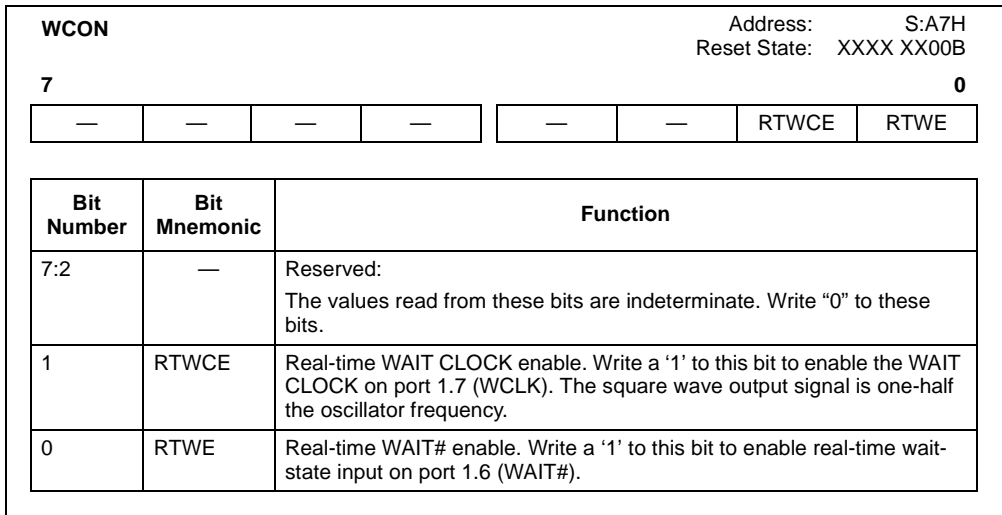 WCON Address: S:A7H
Reset State: XXXX XX00B
7 0
— — — — — — RTWCE RTWE
Bit Number Bit Mnemonic Function
7:2 — Reserved:
The values read from these bits are indeterminate. Write “0” to these
bits.
1 RTWCE Real-time WAIT CLOCK enable. Write a ‘1’ to this bit to enable the WAIT
CLOCK on port 1.7 (WCLK). The square wave output signal is one-half
the oscillator frequency.
0 RTWE Real-time WAIT# enable. Write a ‘1’ to this bit to enable real-time wait-
state input on port 1.6 (WAIT#).